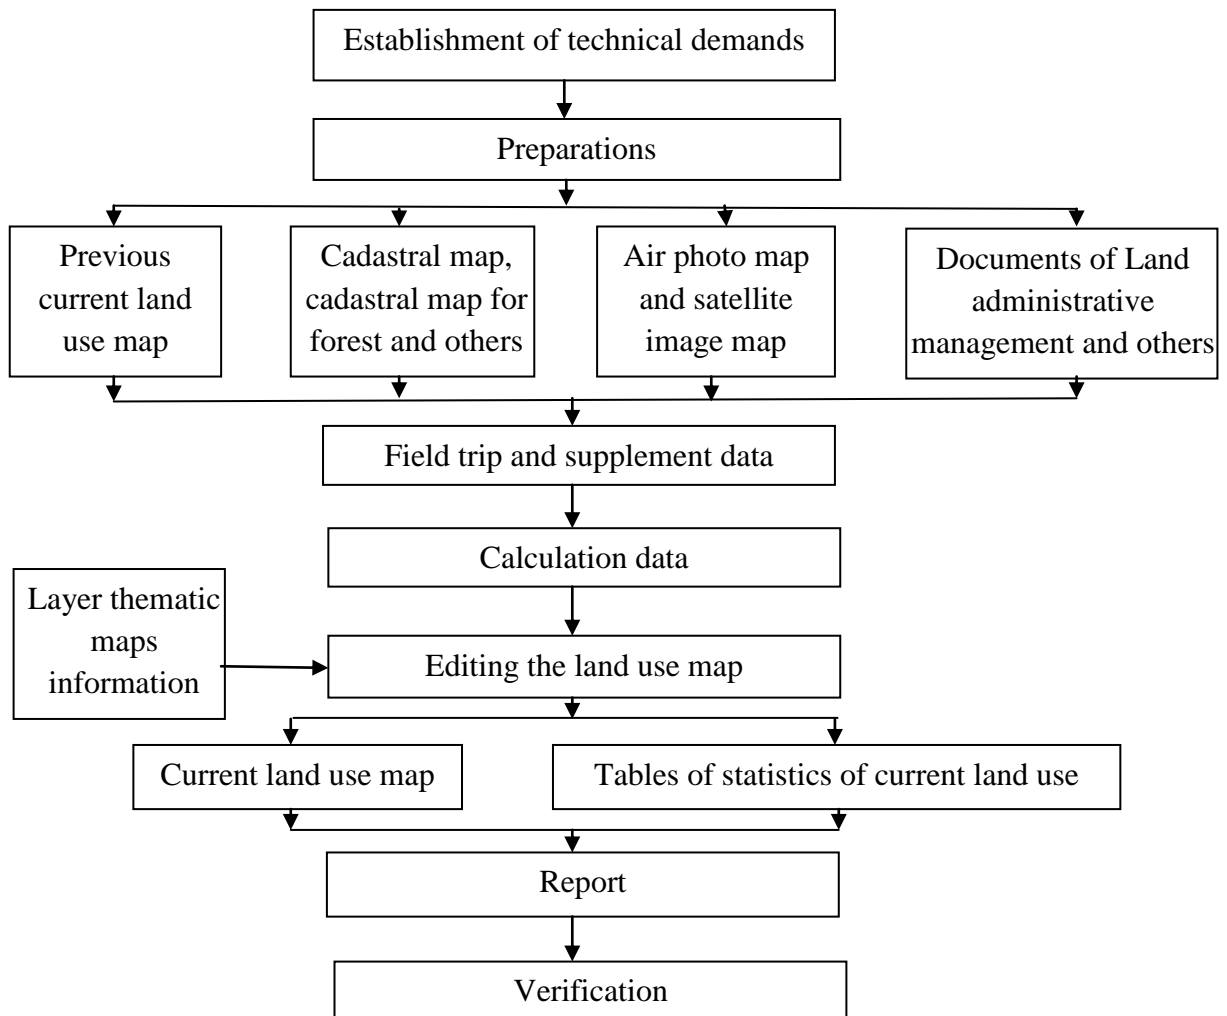 Establishment of technical demands
Preparations
Previous
current land
use map
Cadastral map,
cadastral map for
forest and others
Air photo map
and satellite
image map
Documents of Land
administrative
management and others
Field trip and supplement data
Calculation data
Layer thematic
maps
information
Editing the land use map
Current land use map
Tables of statistics of current land use
Report
Verification